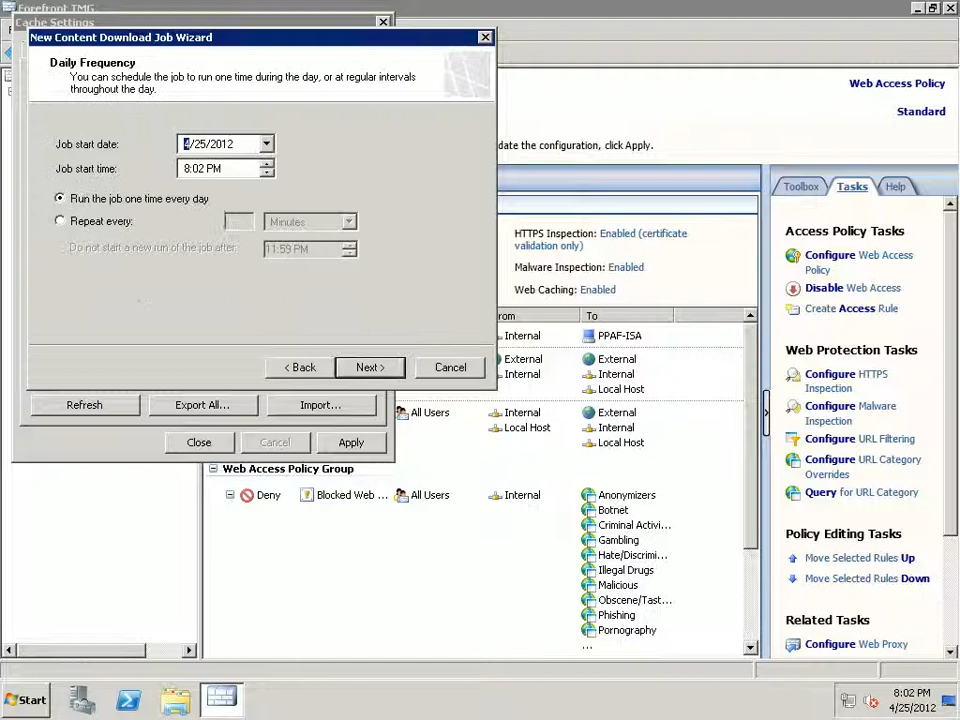 Forefront TMG
Cache Settings
New Content Download Job Wizard
Daily Frequency
You can schedule the job to run one time during the day, or at regular intervals
throughout the day.
Job start date:
4/25/2012
Job start time:
8:02 PM
Run the job one time every day
Repeat every:
Minutes
Do not start a new run of the job after:
11:59 PM
< Back
Next >
Cancel
Refresh
Export All...
Import...
Close
Cancel
Apply
Web Access Policy
Standard
date the configuration, click Apply.
HTTPS Inspection: Enabled (certificate
validation only)
Malware Inspection: Enabled
Web Caching: Enabled
rom
To
Internal
PPAF-ISA
External
Internal
External
Internal
Local Host
All Users
Internal
Local Host
External
Internal
Local Host
Web Access Policy Group
Deny
Blocked Web ...
All Users
Internal
Anonymizers
Botnet
Criminal Activi...
Gambling
Hate/Discrimi...
Illegal Drugs
Malicious
Obscene/Tast...
Phishing
Pornography
...
Toolbox
Tasks
Help
Access Policy Tasks
Configure Web Access
Policy
Disable Web Access
Create Access Rule
Web Protection Tasks
Configure HTTPS
Inspection
Configure Malware
Inspection
Configure URL Filtering
Configure URL Category
Overrides
Query for URL Category
Policy Editing Tasks
Move Selected Rules Up
Move Selected Rules Down
Related Tasks
Configure Web Proxy
Start
8:02 PM
4/25/2012